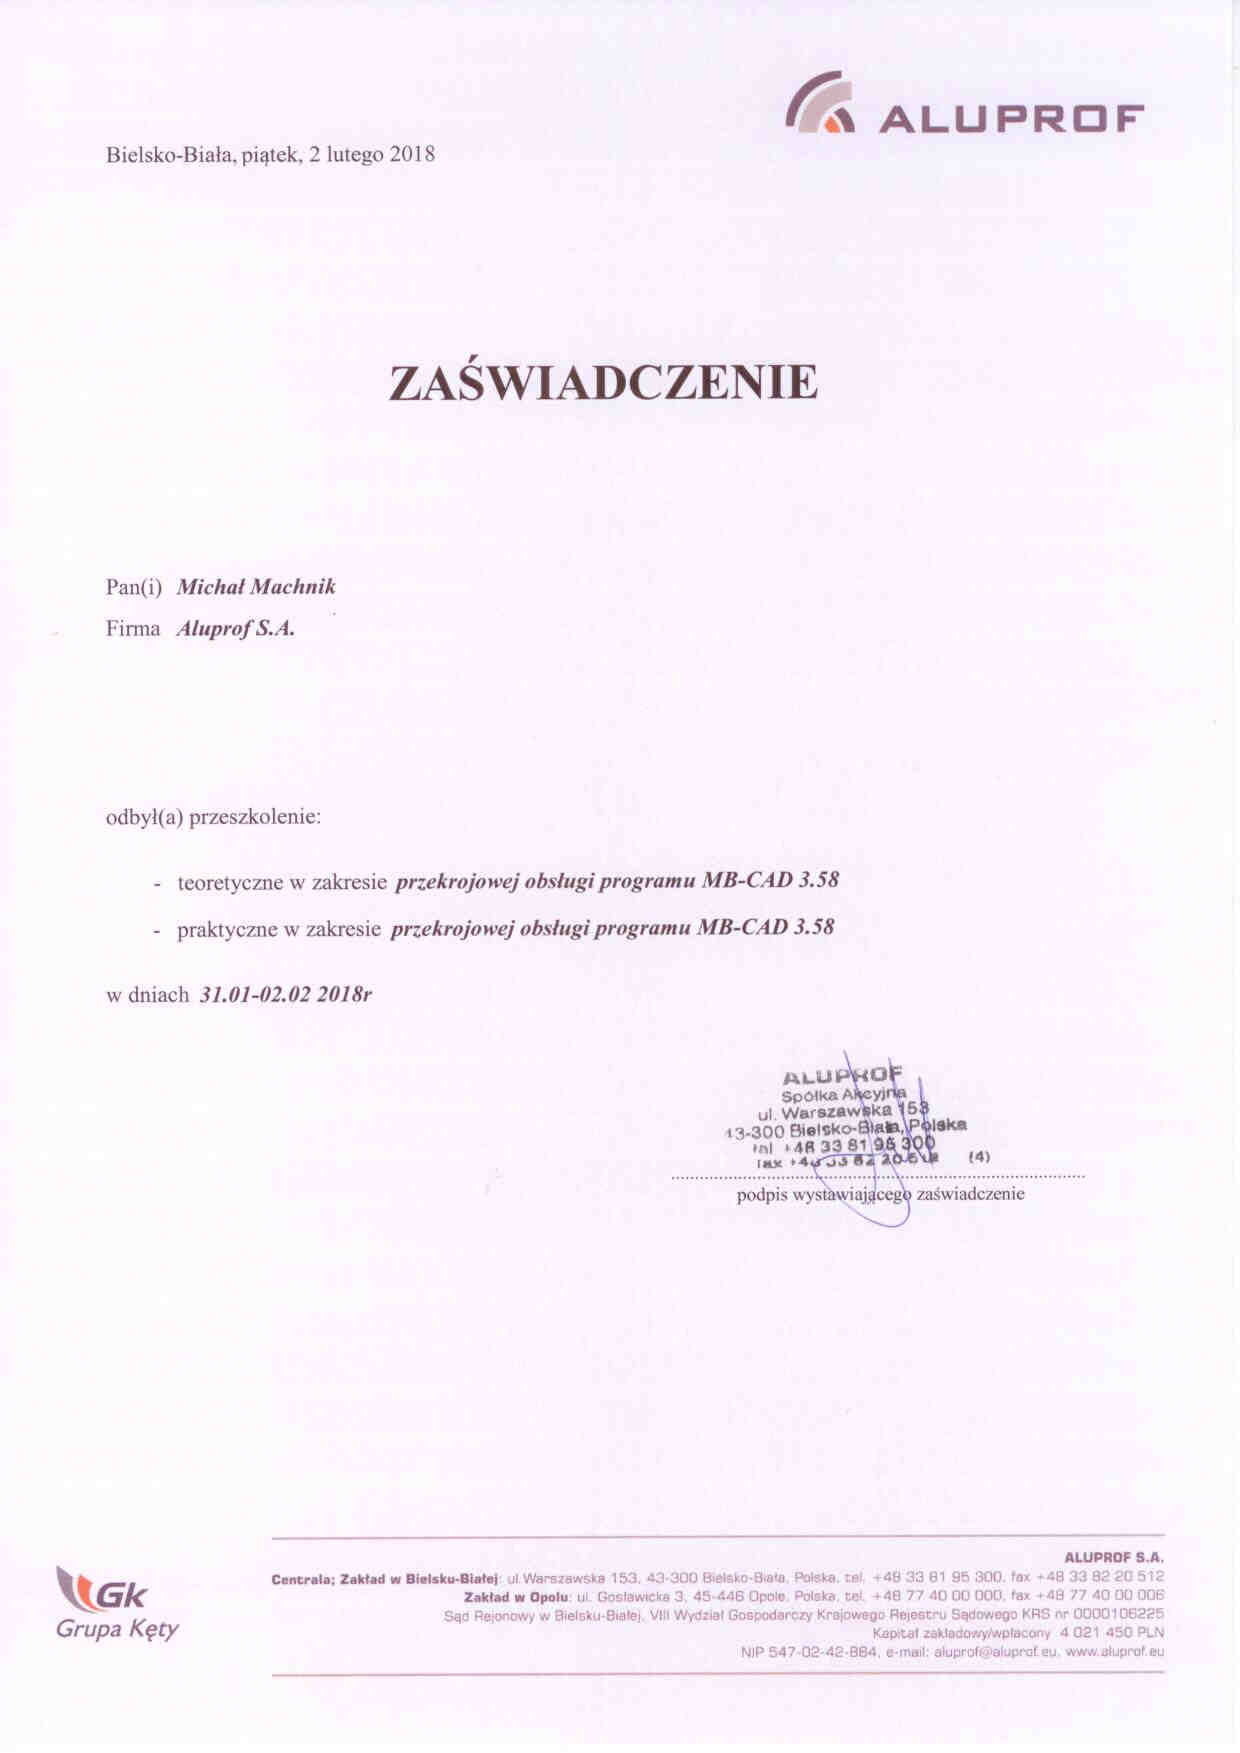 ALUPROF
Bielsko-Biała, piątek, 2 lutego 2018
ZAŚWIADCZENIE
Pan(i) Michał Machnik
Firma Aluprof S.A.
odbył(a) przeszkolenie:
- teoretyczne w zakresie przekrojowej obsługi programu MB-CAD 3.58
- praktyczne w zakresie przekrojowej obsługi programu MB-CAD 3.58
w dniach 31.01-02.02 2018r
ALUPROF
Spółka Akcyjna
ul. Warszawska 153
43-300 Bielsko-Biała, Polska
tel +48 33 81 95 300
fax +48 33 82 20 512 (4)
podpis wystawiającego zaświadczenie
ALUPROF S.A.
Centrala; Zakład w Bielsku-Białej: ul. Warszawska 153, 43-300 Bielsko-Biała, Polska, tel. +48 33 81 95 300, fax +48 33 82 20 512
Zakład w Opolu: ul. Gosławicka 3, 45-446 Opole, Polska, tel. +48 77 40 00 000, fax +48 77 40 00 006
Sąd Rejonowy w Bielsku-Białej, VIII Wydział Gospodarczy Krajowego Rejestru Sądowego KRS nr 0000106225
Kapitał zakładowy/wpłacony 4 021 450 PLN
NIP 547-02-42-884, e-mail: aluprof@aluprof.eu, www.aluprof.eu
Gk
Grupa Kęty